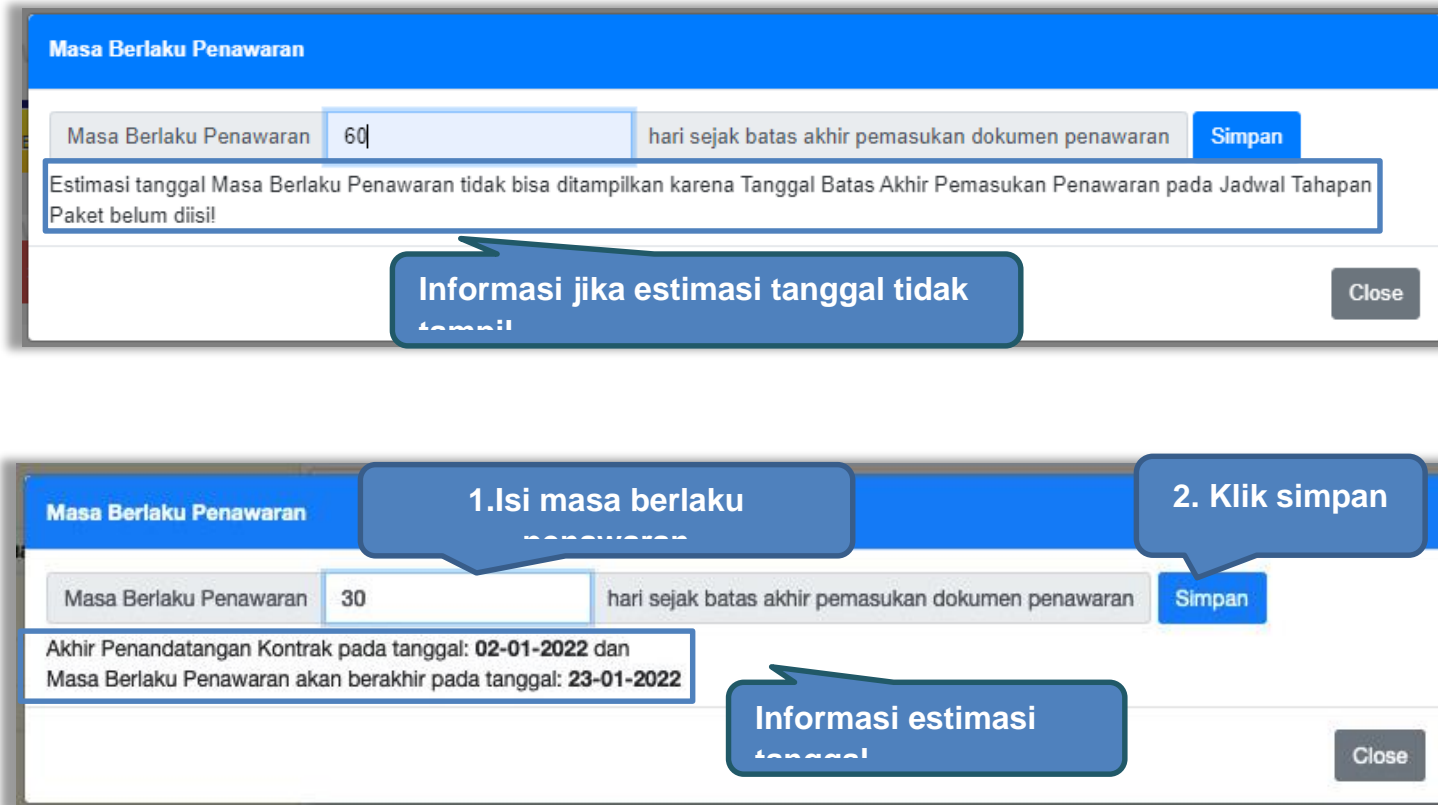 Masa Berlaku Penawaran
Masa Berlaku Penawaran 60 hari sejak batas akhir pemasukan dokumen penawaran Simpan
Estimasi tanggal Masa Berlaku Penawaran tidak bisa ditampilkan karena Tanggal Batas Akhir Pemasukan Penawaran pada Jadwal Tahapan
Paket belum diisi!
Informasi jika estimasi tanggal tidak
tampil
Close
1.Isi masa berlaku
penawaran
2. Klik simpan
Masa Berlaku Penawaran
Masa Berlaku Penawaran 30 hari sejak batas akhir pemasukan dokumen penawaran Simpan
Akhir Penandatangan Kontrak pada tanggal: 02-01-2022 dan
Masa Berlaku Penawaran akan berakhir pada tanggal: 23-01-2022
Informasi estimasi
tanggal
Close